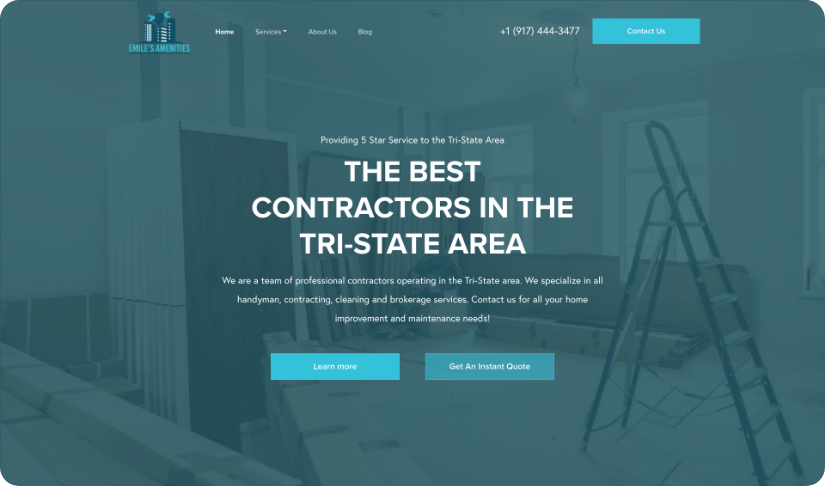 EMILE'S AMENITIES
Home
Services
About Us
Blog
+1 (917) 444-3477
Contact Us
Providing 5 Star Service to the Tri-State Area
THE BEST
CONTRACTORS IN THE
TRI-STATE AREA
We are a team of professional contractors operating in the Tri-State area. We specialize in all
handyman, contracting, cleaning and brokerage services. Contact us for all your home
improvement and maintenance needs!
Learn more
Get An Instant Quote